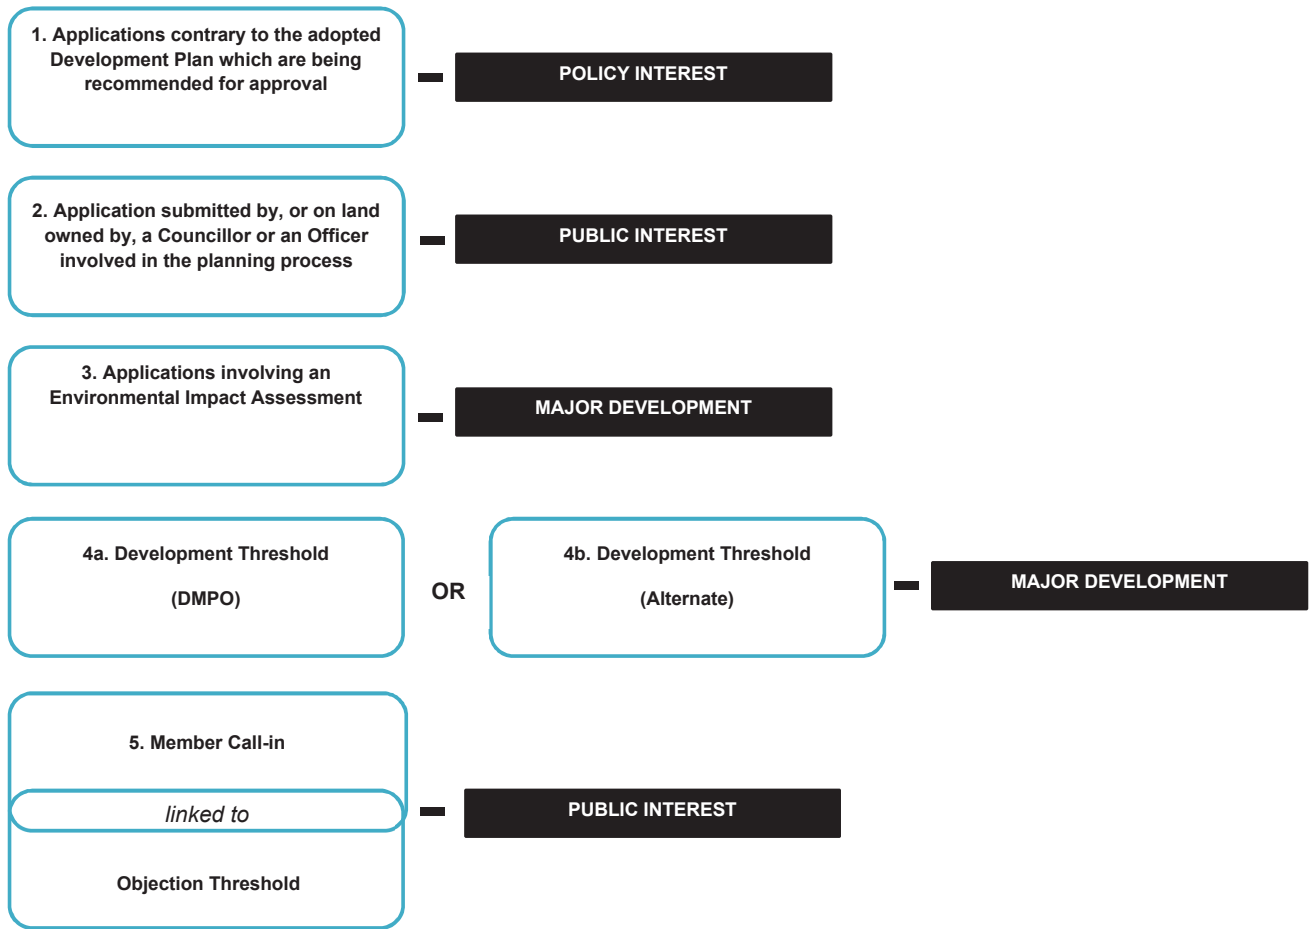 1. Applications contrary to the adopted
Development Plan which are being
recommended for approval
POLICY INTEREST
2. Application submitted by, or on land
owned by, a Councillor or an Officer
involved in the planning process
PUBLIC INTEREST
3. Applications involving an
Environmental Impact Assessment
MAJOR DEVELOPMENT
4a. Development Threshold
(DMPO)
OR
4b. Development Threshold
(Alternate)
MAJOR DEVELOPMENT
5. Member Call-in
linked to
Objection Threshold
PUBLIC INTEREST